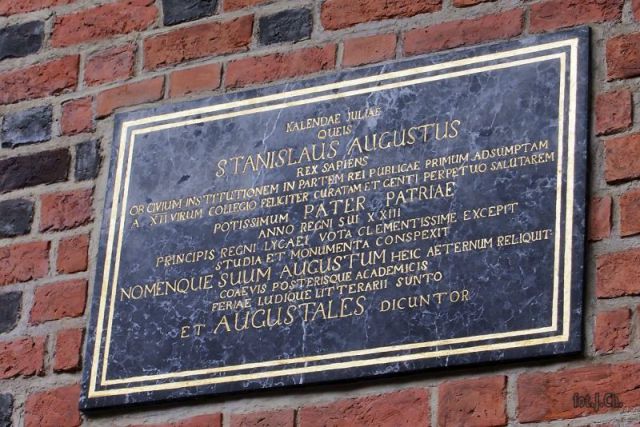 KALENDAE JULIAE
QUEIS
STANISLAUS AUGUSTUS
REX SAPIENS
OB CIVIUM INSTITUTIONEM IN PARTEM REI PUBLICAE PRIMUM ADSUMPTAM
A XII VIRUM COLLEGIO FELICITER CURATAM ET GENTI PERPETUO SALUTAREM
POTISSIMUM PATER PATRIAE
ANNO REGNI SUI XXIII
PRINCIPIS REGNI LYCAEI VOTA CLEMENTISSIME EXCEPIT
STUDIA ET MONUMENTA CONSPEXIT
NOMENQUE SUUM AUGUSTUM HEIC AETERNUM RELIQUIT
COAEVIS POSTERISQUE ACADEMICIS
FERIAE LUDIQUE LITTERARII SUNTO
ET AUGUSTALES DICUNTOR
fot.J.Ch.